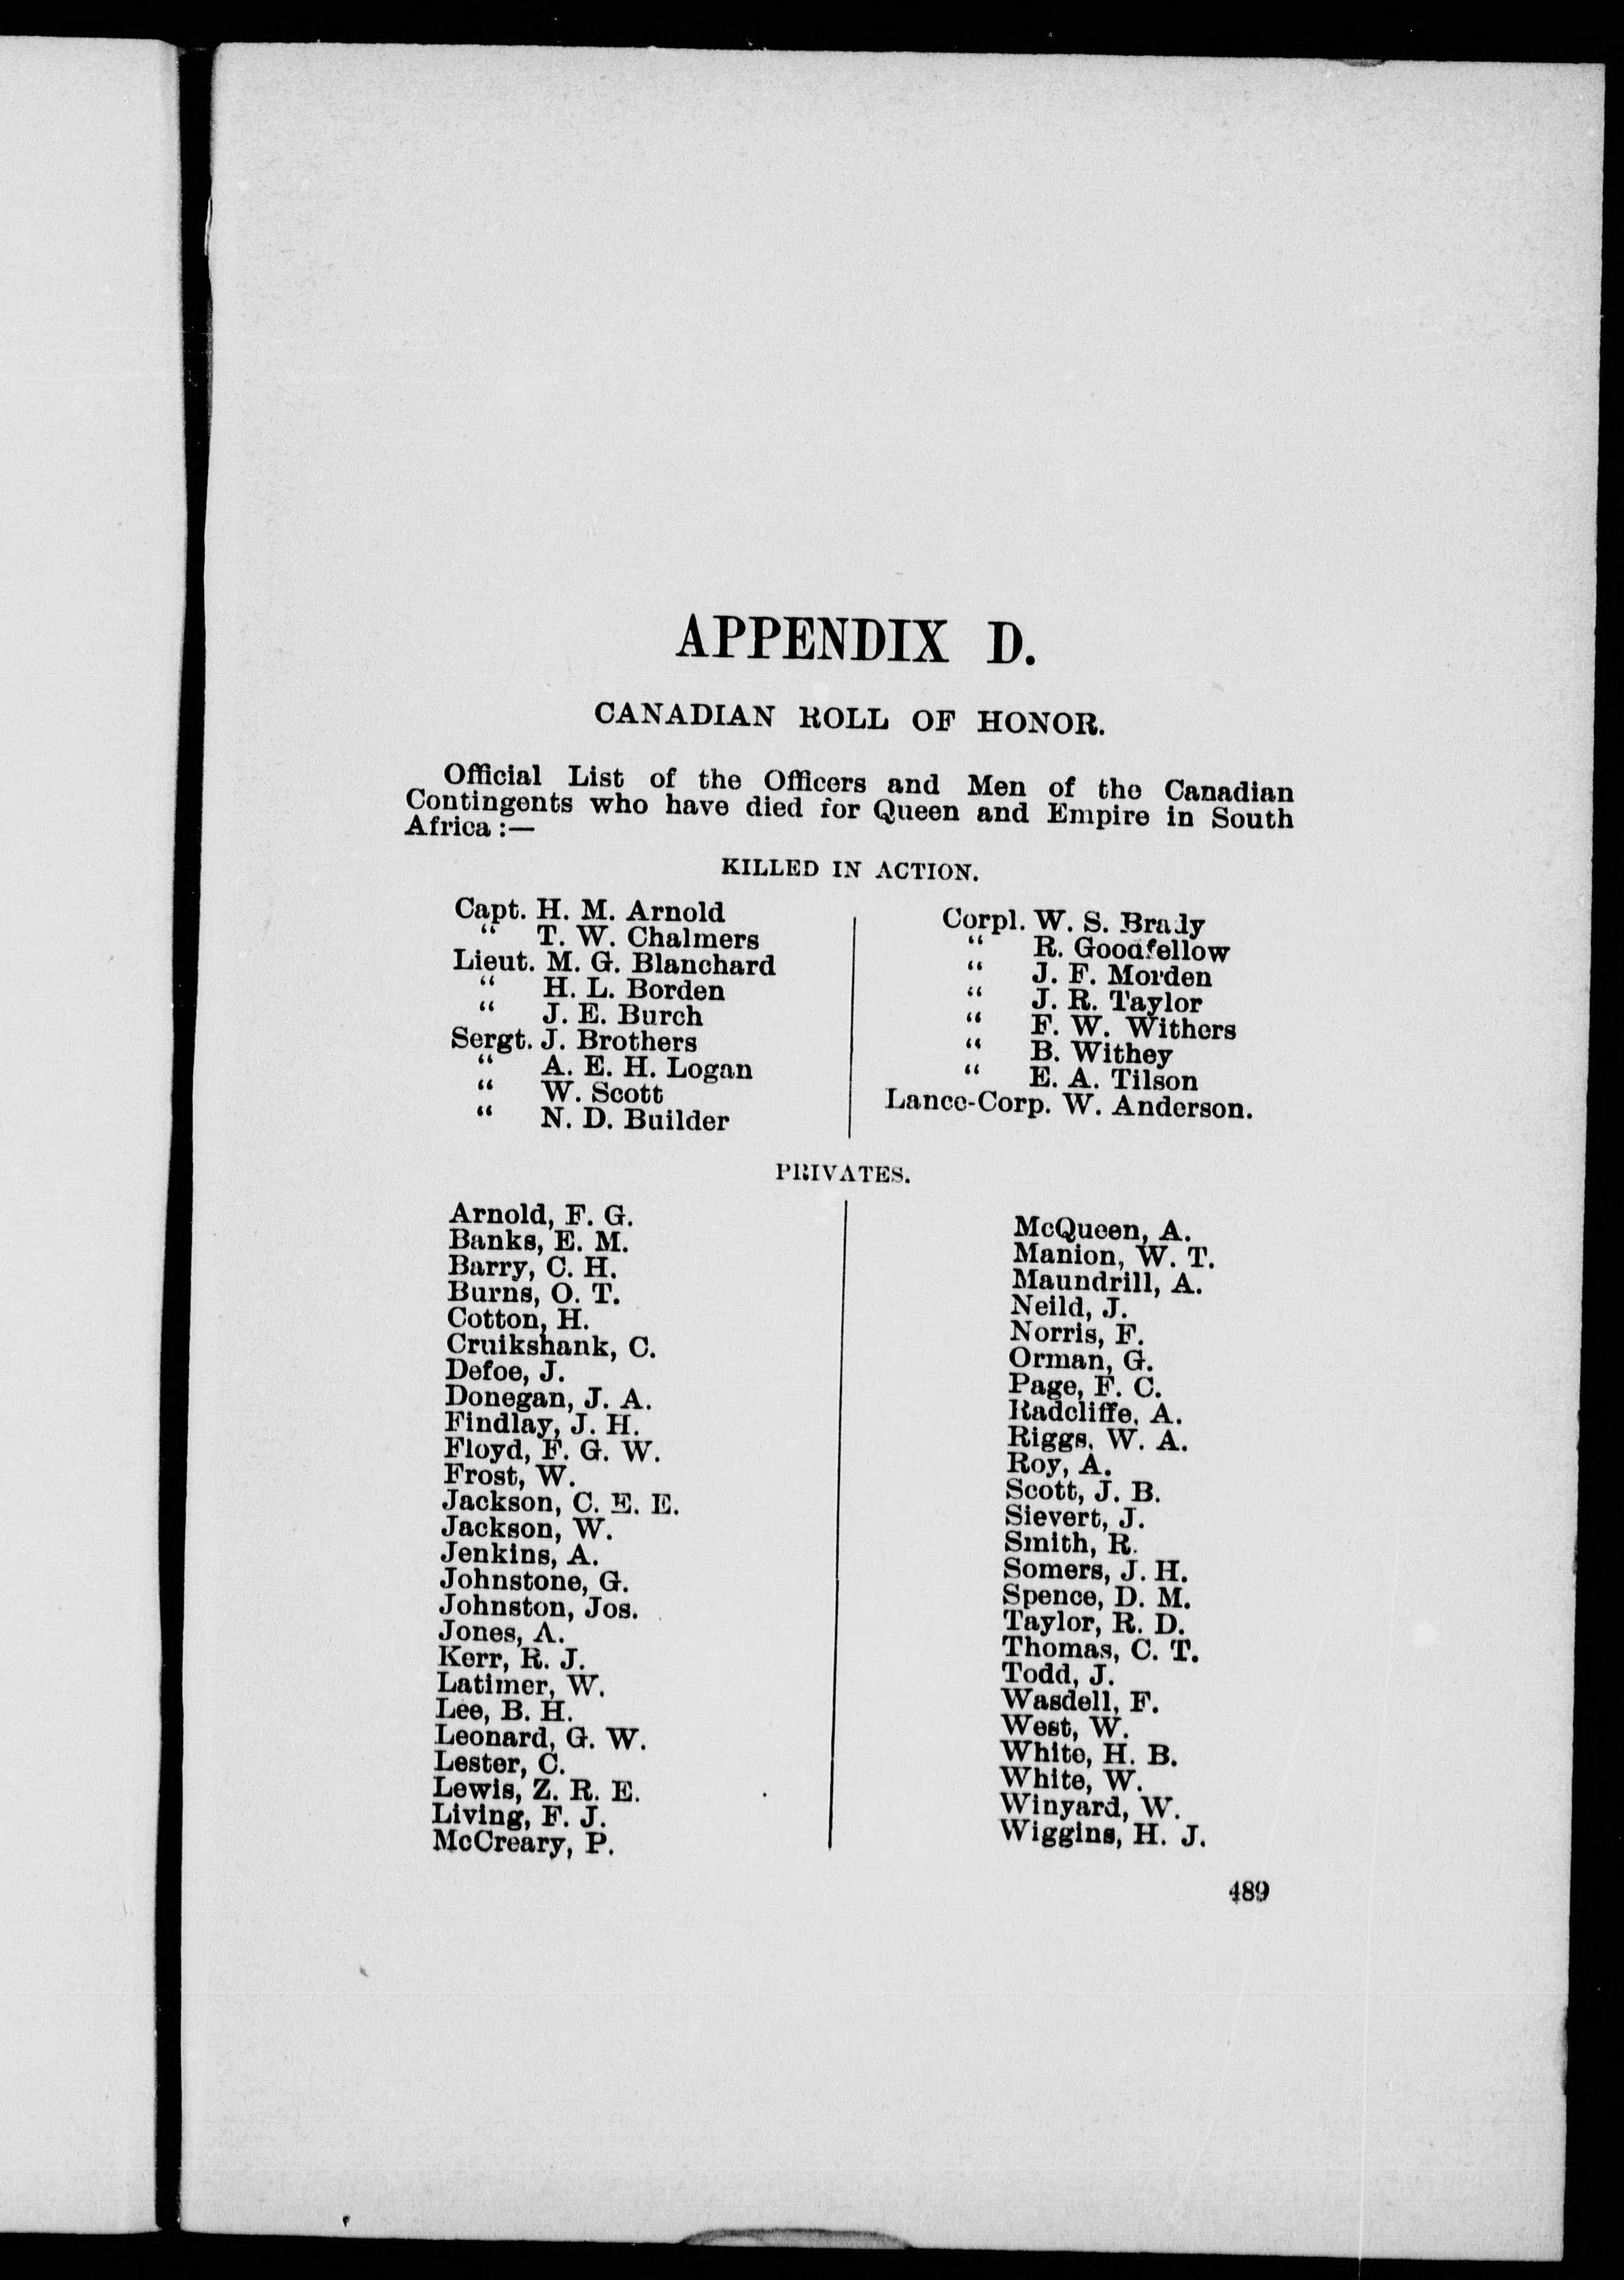 APPENDIX D.
CANADIAN ROLL OF HONOR.
Official List of the Officers and Men of the Canadian
Contingents who have died for Queen and Empire in South
Africa :—
KILLED IN ACTION.
Capt. H. M. Arnold
“ T. W. Chalmers
Lieut. M. G. Blanchard
“ H. L. Borden
“ J. E. Burch
Sergt. J. Brothers
“ A. E. H. Logan
“ W. Scott
“ N. D. Builder
Corpl. W. S. Brady
“ R. Goodfellow
“ J. F. Morden
“ J. R. Taylor
“ F. W. Withers
“ B. Withey
“ E. A. Tilson
Lance-Corp. W. Anderson.
PRIVATES.
Arnold, F. G.
Banks, E. M.
Barry, C. H.
Burns, O. T.
Cotton, H.
Cruikshank, C.
Defoe, J.
Donegan, J. A.
Findlay, J. H.
Floyd, F. G. W.
Frost, W.
Jackson, C. E. E.
Jackson, W.
Jenkins, A.
Johnstone, G.
Johnston, Jos.
Jones, A.
Kerr, R. J.
Latimer, W.
Lee, B. H.
Leonard, G. W.
Lester, C.
Lewis, Z. R. E.
Living, F. J.
McCreary, P.
McQueen, A.
Manion, W. T.
Maundrill, A.
Neild, J.
Norris, F.
Orman, G.
Page, F. C.
Radcliffe, A.
Riggs, W. A.
Roy, A.
Scott, J. B.
Sievert, J.
Smith, R.
Somers, J. H.
Spence, D. M.
Taylor, R. D.
Thomas, C. T.
Todd, J.
Wasdell, F.
West, W.
White, H. B.
White, W.
Winyard, W.
Wiggins, H. J.
489